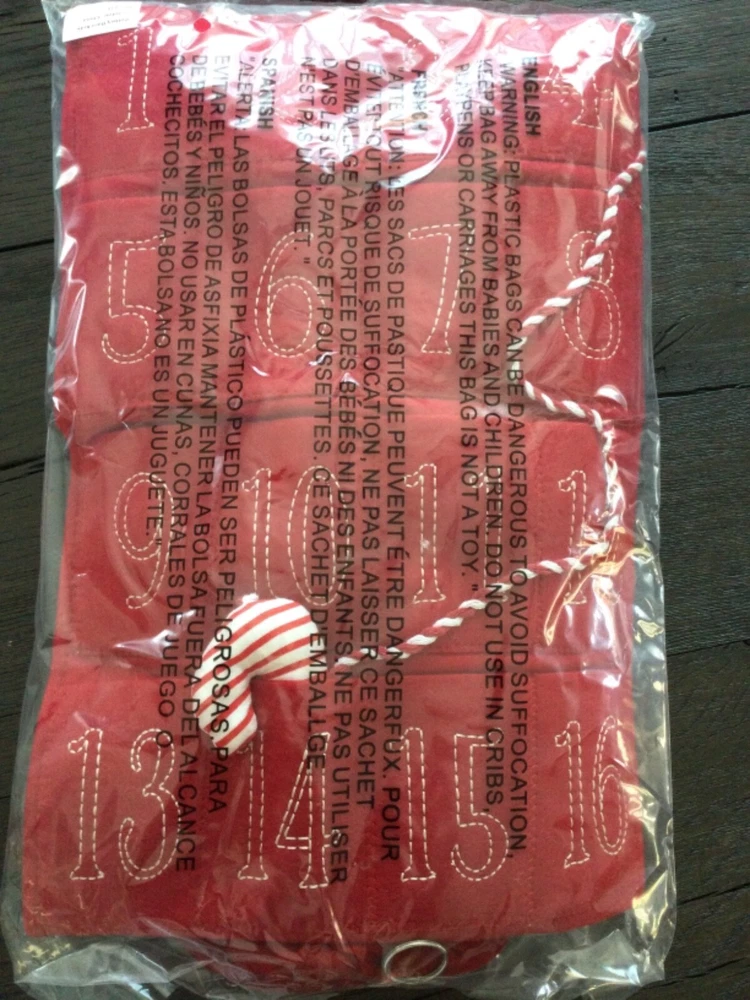 ENGLISH
"WARNING: PLASTIC BAGS CAN BE DANGEROUS TO AVOID SUFFOCATION,
KEEP BAG AWAY FROM BABIES AND CHILDREN. DO NOT USE IN CRIBS,
PLAYPENS OR CARRIAGES THIS BAG IS NOT A TOY. "
FRENCH
"ATTENTION: LES SACS DE PASTIQUE PEUVENT ÉTRE DANGEREUX. POUR
ÉVITER TOUT RISQUE DE SUFFOCATION, NE PAS LAISSER CE SACHET
D'EMBALLAGE À LA PORTÉE DES BÉBÉS NI DES ENFANTS. NE PAS UTILISER
DANS LES LITS, PARCS ET POUSSETTES. CE SACHET D'EMBALLGE
N'EST PAS UN JOUET. "
SPANISH
"ALERTA LAS BOLSAS DE PLASTICO PUEDEN SER PELIGROSAS. PARA
EVITAR EL PELIGRO DE ASFIXIA MANTENER LA BOLSA FUERA DEL ALCANCE
DE BEBÉS Y NIÑOS. NO USAR EN CUNAS, CORRALES DE JUEGO O
COCHECITOS. ESTA BOLSA NO ES UN JUGUETE."
1 4
5 6 7 8
9 10 11
13 14 15 16